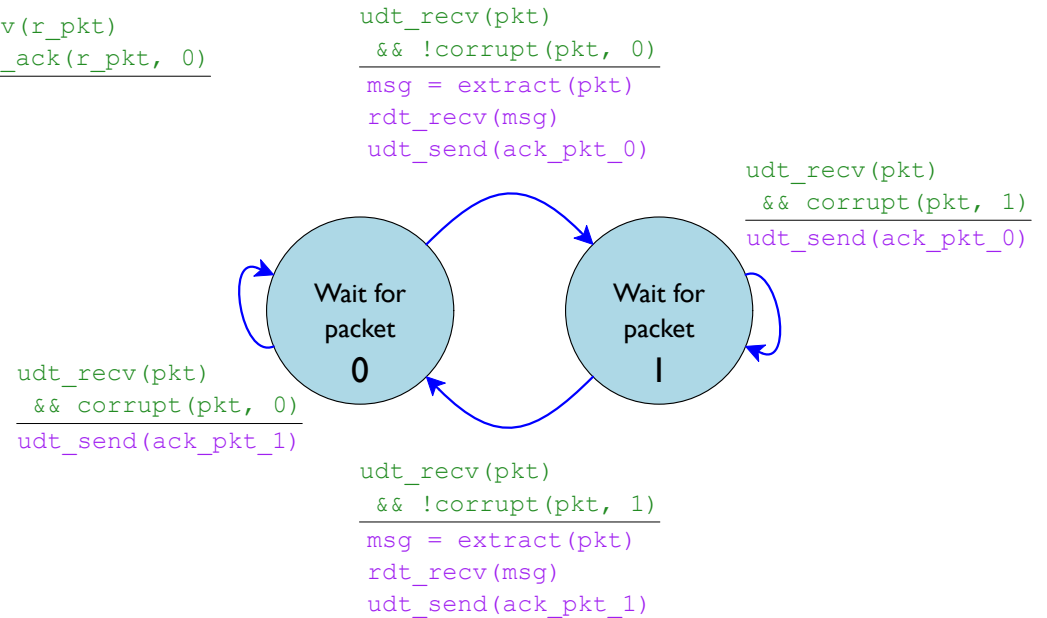 v(r_pkt)
_ack(r_pkt, 0)
udt_recv(pkt)
&& !corrupt(pkt, 0)
msg = extract(pkt)
rdt_recv(msg)
udt_send(ack_pkt_0)
udt_recv(pkt)
&& corrupt(pkt, 1)
udt_send(ack_pkt_0)
Wait for
packet
0
Wait for
packet
1
udt_recv(pkt)
&& corrupt(pkt, 0)
udt_send(ack_pkt_1)
udt_recv(pkt)
&& !corrupt(pkt, 1)
msg = extract(pkt)
rdt_recv(msg)
udt_send(ack_pkt_1)